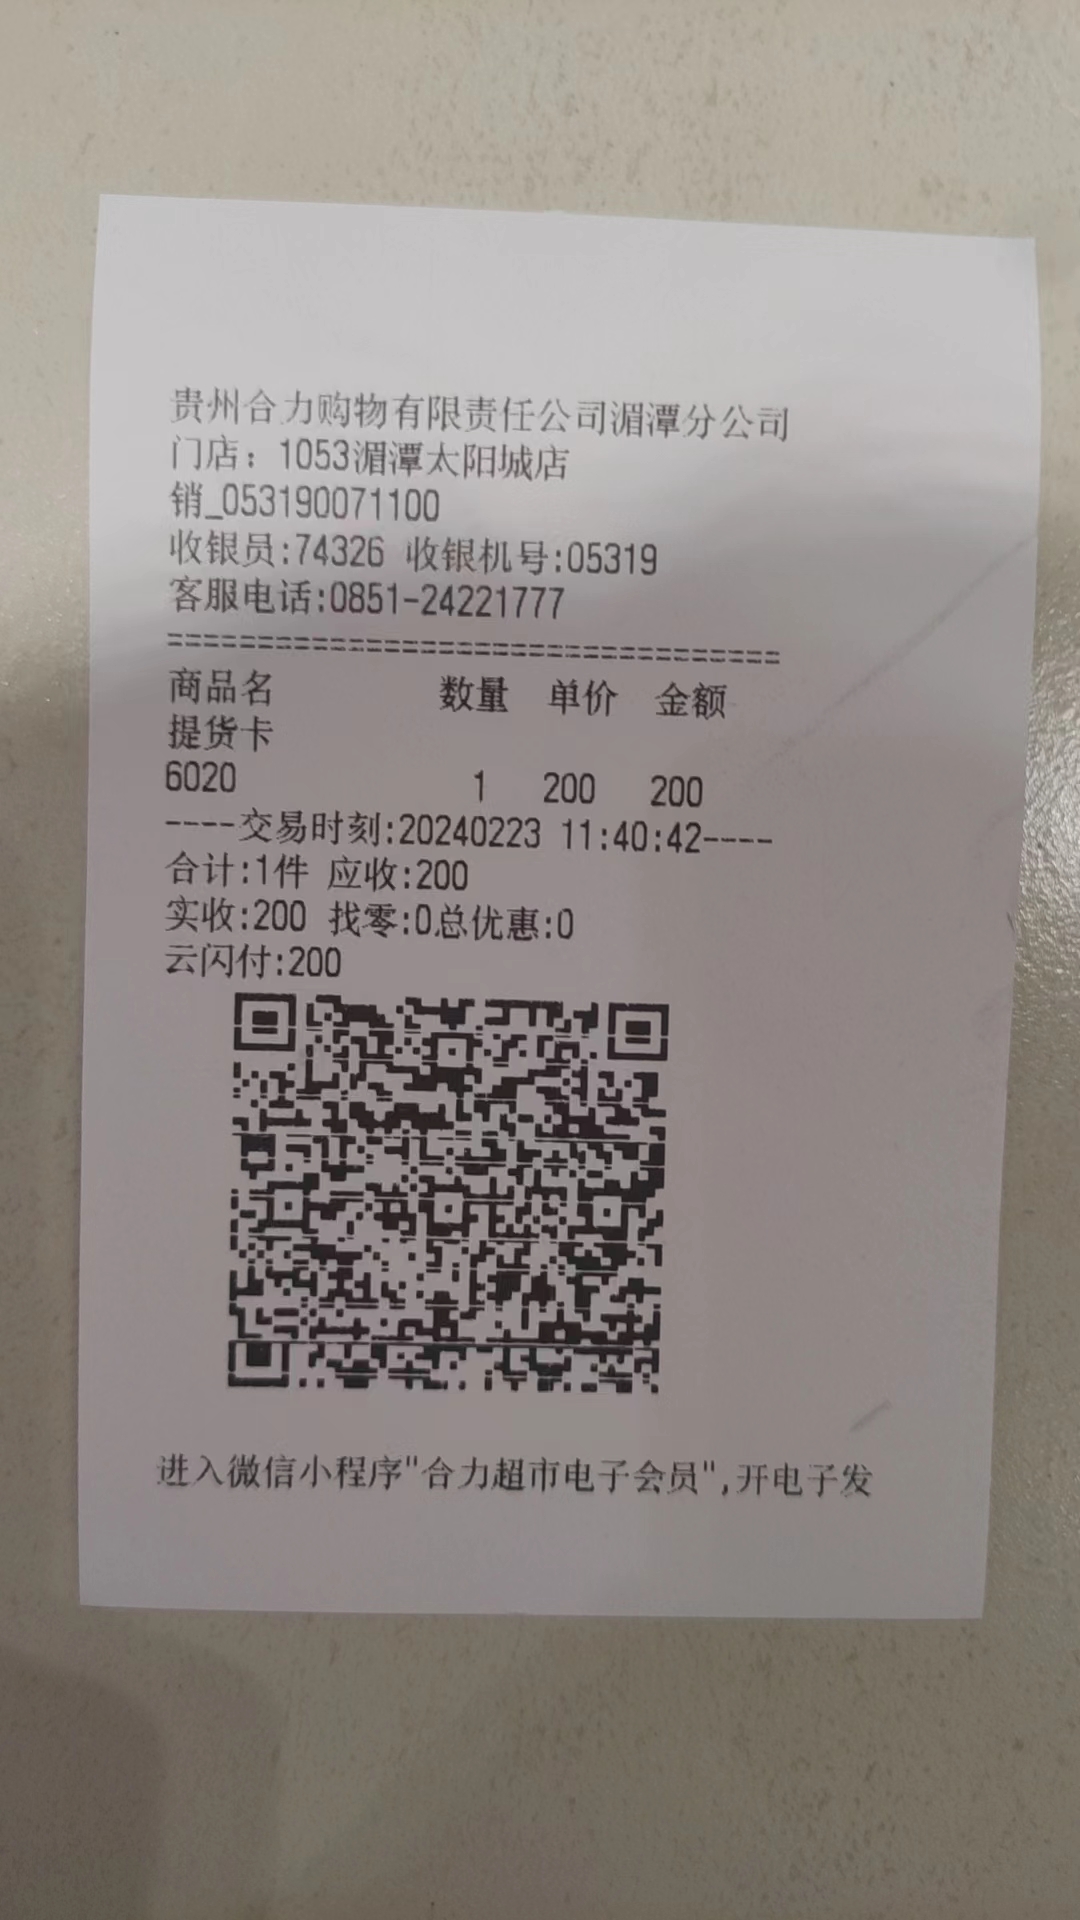 贵州合力购物有限责任公司湄潭分公司
门店：1053湄潭太阳城店
销_053190071100
收银员:74326 收银机号:05319
客服电话:0851-24221777
==================================
商品名 数量 单价 金额
提货卡
6020 1 200 200
----交易时刻:20240223 11:40:42----
合计:1件 应收:200
实收:200 找零:0总优惠:0
云闪付:200
进入微信小程序"合力超市电子会员",开电子发